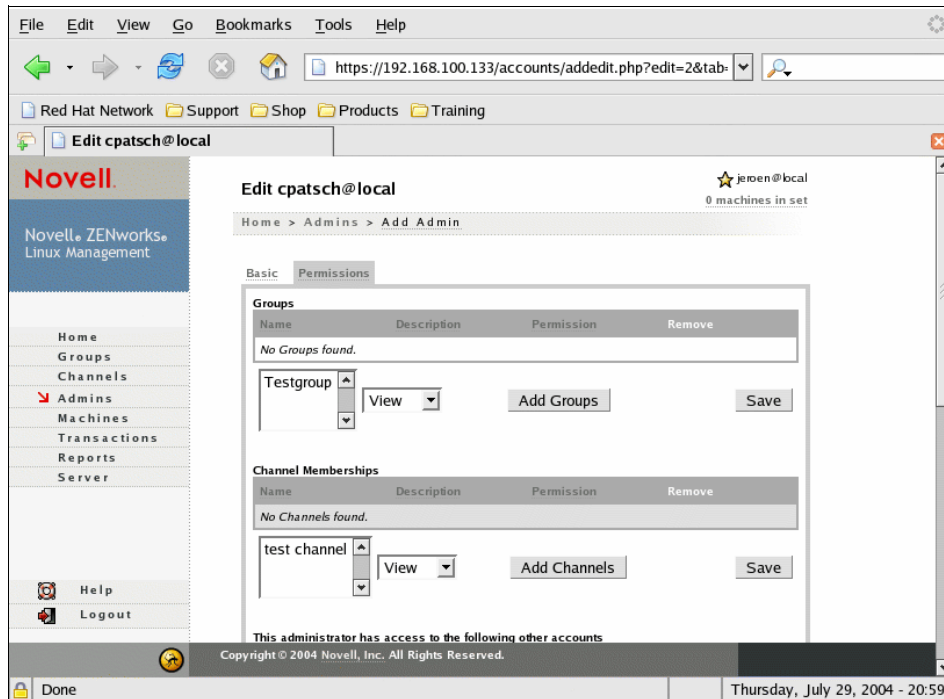 File Edit View Go Bookmarks Tools Help
https://192.168.100.133/accounts/addedit.php?edit=2&tab=
Red Hat Network Support Shop Products Training
Edit cpatsch@local
Novell.
Novell® ZENworks®
Linux Management
Home
Groups
Channels
Admins
Machines
Transactions
Reports
Server
Help
Logout
Edit cpatsch@local
jeroen@local
0 machines in set
Home > Admins > Add Admin
Basic Permissions
Groups
Name Description Permission Remove
No Groups found.
Testgroup View Add Groups Save
Channel Memberships
Name Description Permission Remove
No Channels found.
test channel View Add Channels Save
This administrator has access to the following other accounts
Copyright © 2004 Novell, Inc. All Rights Reserved.
Done Thursday, July 29, 2004 - 20:59